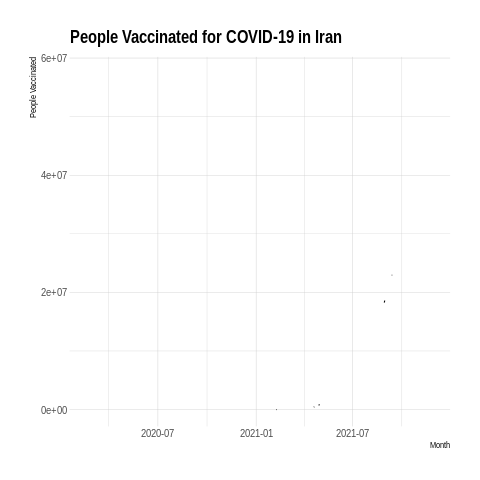 People Vaccinated for COVID-19 in Iran
People Vaccinated
6e+07
4e+07
2e+07
0e+00
2020-07
2021-01
2021-07
Month